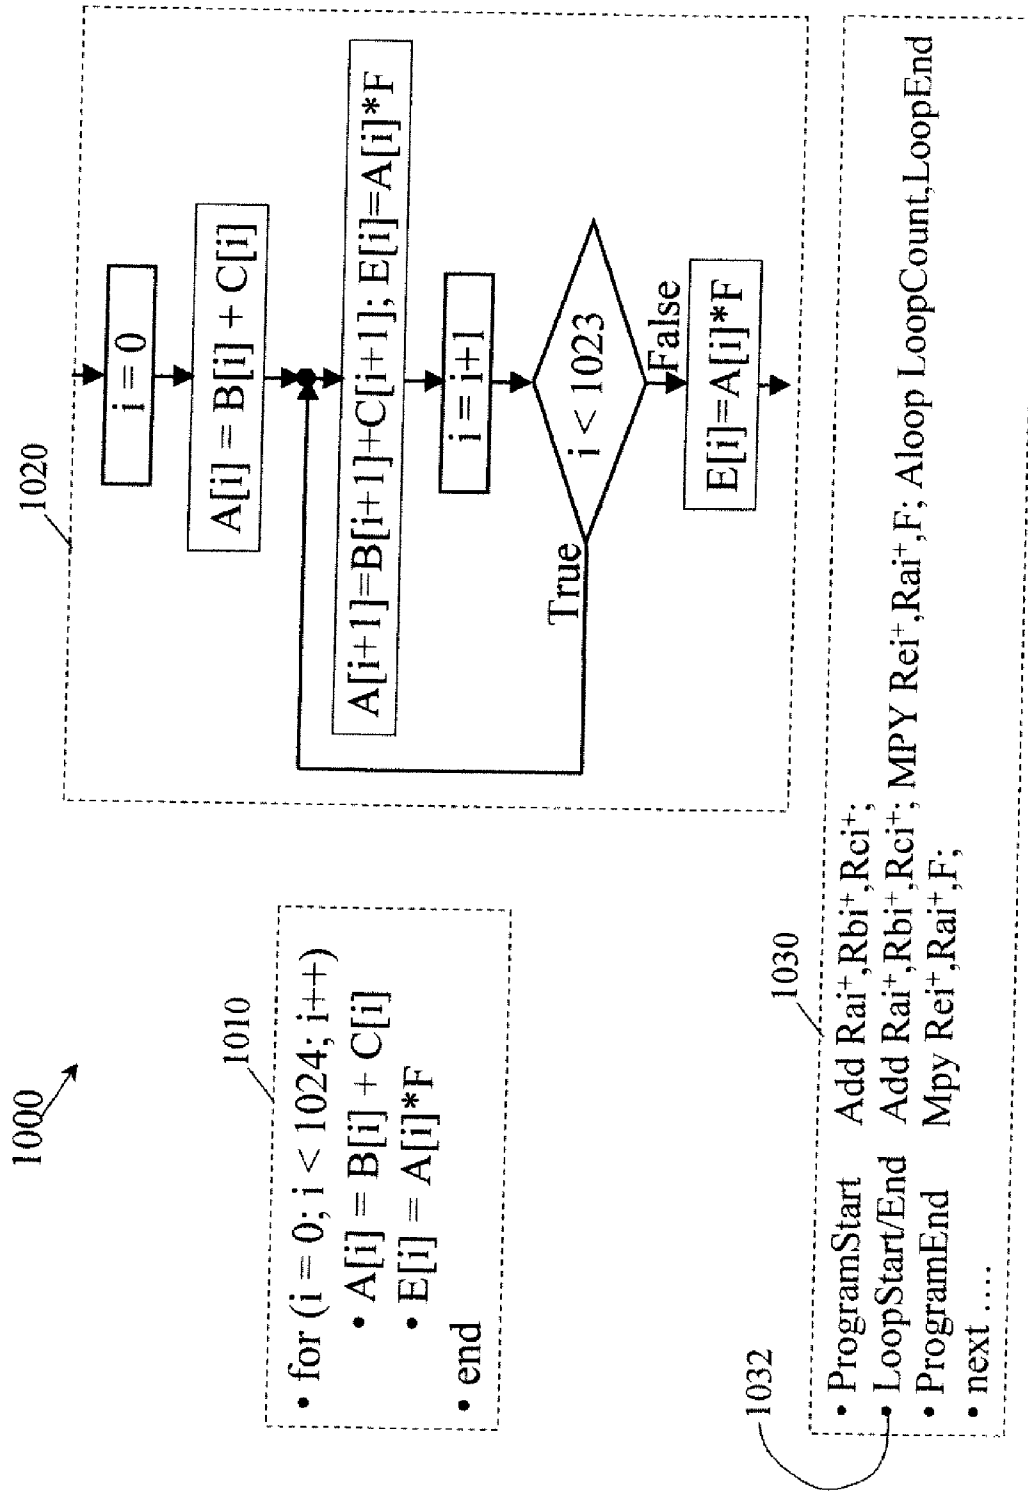 1000
1010
• for (i = 0; i < 1024; i++)
• A[i] = B[i] + C[i]
• E[i] = A[i]*F
• end
1020
i = 0
A[i] = B[i] + C[i]
A[i+1]=B[i+1]+C[i+1]; E[i]=A[i]*F
i = i+1
i < 1023
True
False
E[i]=A[i]*F
1030
1032
• ProgramStart Add Rai⁺,Rbi⁺,Rci⁺;
• LoopStart/End Add Rai⁺,Rbi⁺,Rci⁺; MPY Rei⁺,Rai⁺,F; Aloop LoopCount,LoopEnd
• ProgramEnd Mpy Rei⁺,Rai⁺,F;
• next ....